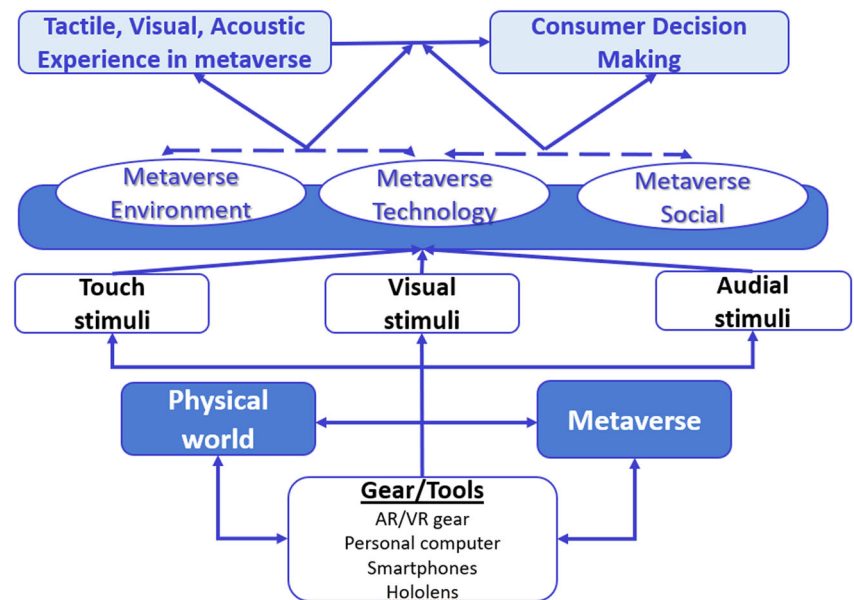 Tactile, Visual, Acoustic
Experience in metaverse
Consumer Decision
Making
Metaverse
Environment
Metaverse
Technology
Metaverse
Social
Touch
stimuli
Visual
stimuli
Audial
stimuli
Physical
world
Metaverse
Gear/Tools
AR/VR gear
Personal computer
Smartphones
Hololens